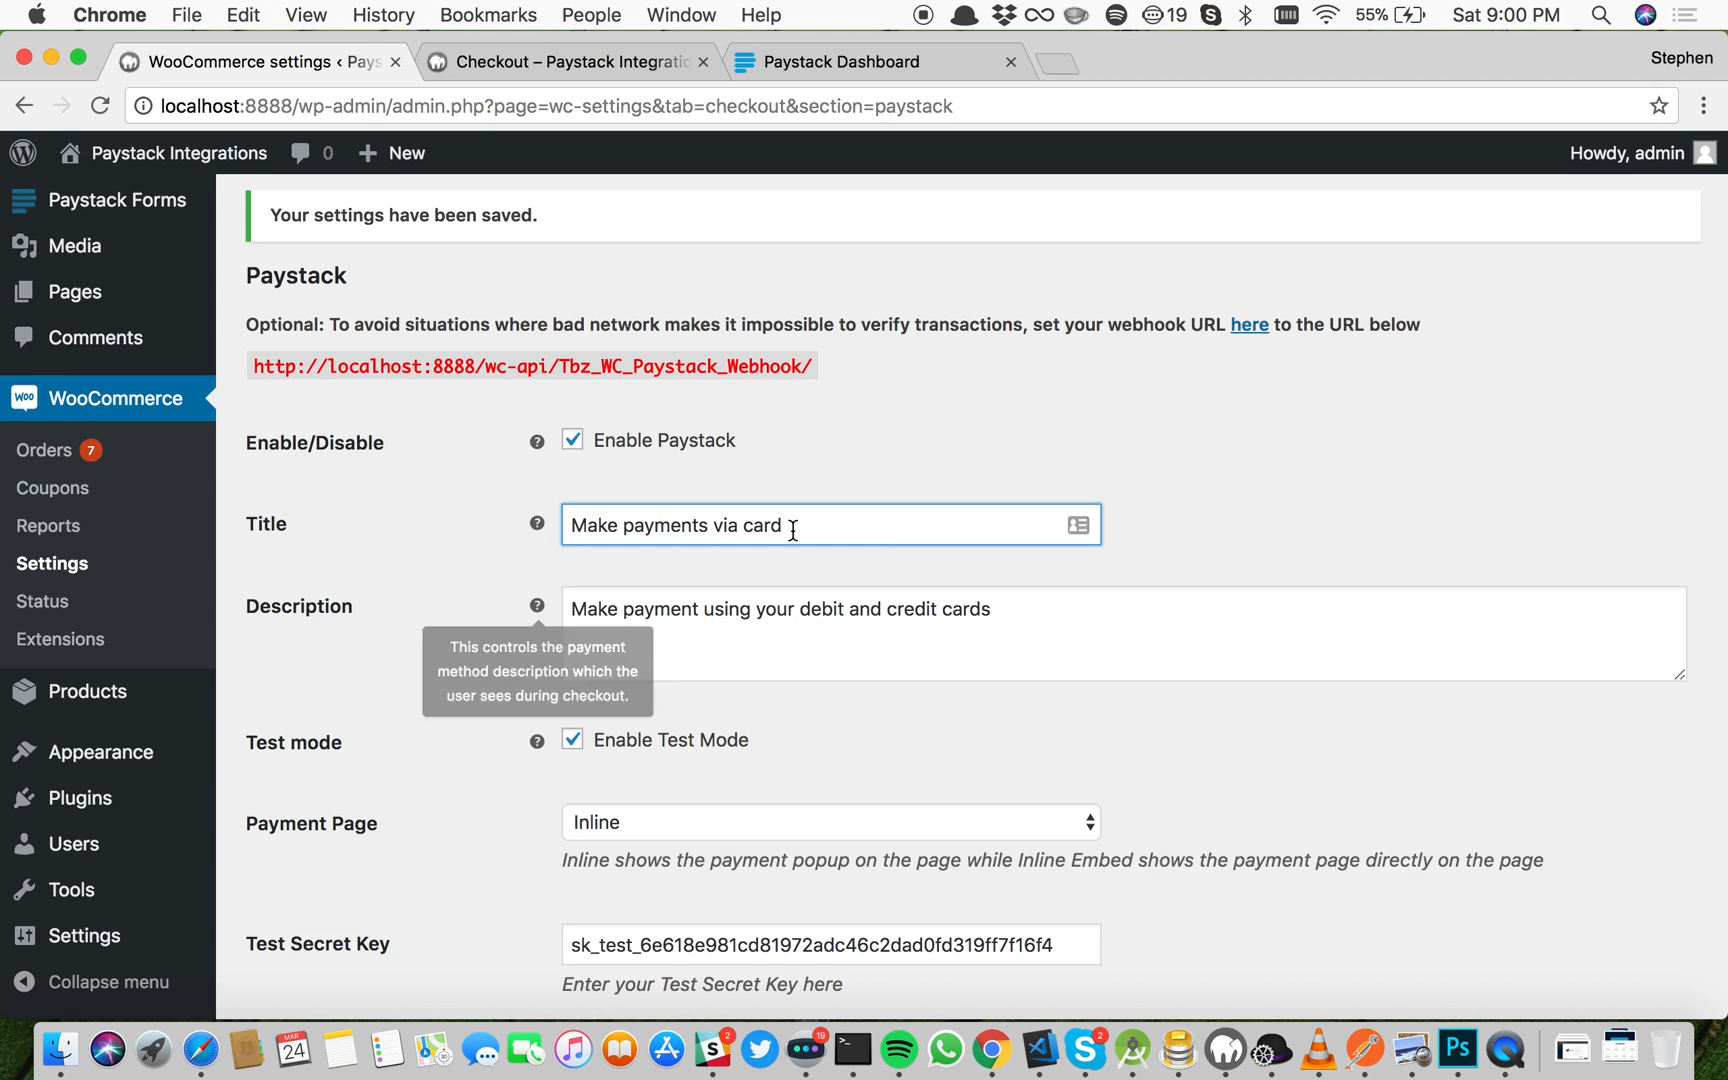 Chrome File Edit View History Bookmarks People Window Help 19 55% Sat 9:00 PM
WooCommerce settings ‹ Pays Checkout – Paystack Integratio Paystack Dashboard Stephen
localhost:8888/wp-admin/admin.php?page=wc-settings&tab=checkout&section=paystack
Paystack Integrations 0 New Howdy, admin
Paystack Forms
Media
Pages
Comments
WooCommerce
Orders 7
Coupons
Reports
Settings
Status
Extensions
Products
Appearance
Plugins
Users
Tools
Settings
Collapse menu
Your settings have been saved.
Paystack
Optional: To avoid situations where bad network makes it impossible to verify transactions, set your webhook URL here to the URL below
http://localhost:8888/wc-api/Tbz_WC_Paystack_Webhook/
Enable/Disable ? Enable Paystack
Title ? Make payments via card
Description ? Make payment using your debit and credit cards
This controls the payment
method description which the
user sees during checkout.
Test mode ? Enable Test Mode
Payment Page Inline
Inline shows the payment popup on the page while Inline Embed shows the payment page directly on the page
Test Secret Key sk_test_6e618e981cd81972adc46c2dad0fd319ff7f16f4
Enter your Test Secret Key here
MAR
24
2
19
2
Ps